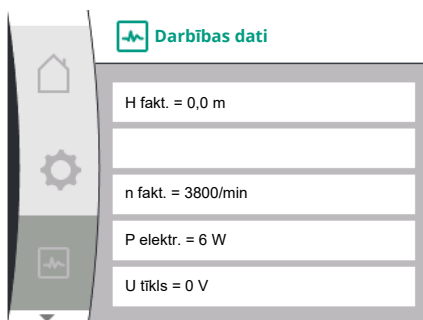 Darbības dati
H fakt. = 0,0 m
n fakt. = 3800/min
P elektr. = 6 W
U tīkls = 0 V